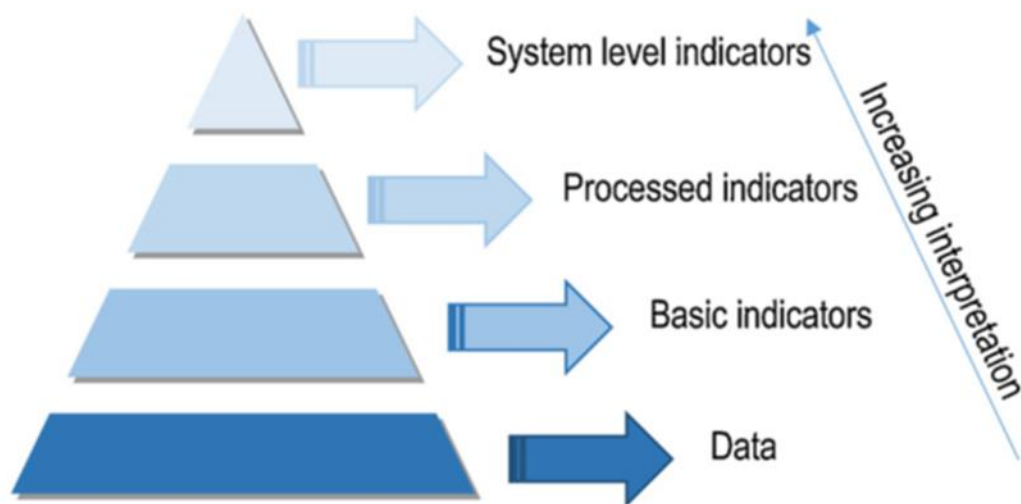 System level indicators
Processed indicators
Basic indicators
Data
Increasing interpretation